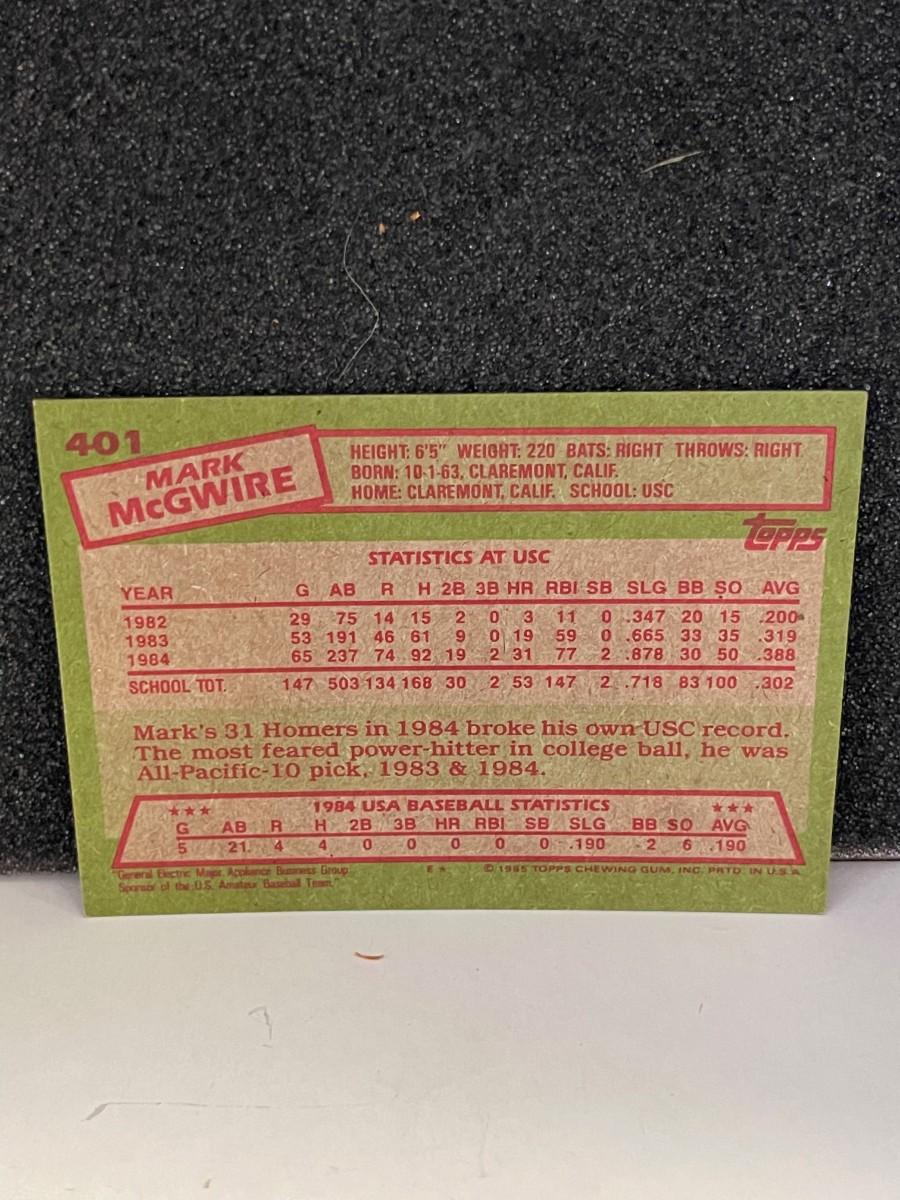 401
MARK
McGWIRE
HEIGHT: 6'5" WEIGHT: 220 BATS: RIGHT THROWS: RIGHT
BORN: 10-1-63, CLAREMONT, CALIF.
HOME: CLAREMONT, CALIF. SCHOOL: USC
topps
STATISTICS AT USC
YEAR G AB R H 2B 3B HR RBI SB SLG BB SO AVG
1982 29 75 14 15 2 0 3 11 0 .347 20 15 .200
1983 53 191 46 61 9 0 19 59 0 .665 33 35 .319
1984 65 237 74 92 19 2 31 77 2 .878 30 50 .388
SCHOOL TOT. 147 503 134 168 30 2 53 147 2 .718 83 100 .302
Mark's 31 Homers in 1984 broke his own USC record.
The most feared power-hitter in college ball, he was
All-Pacific-10 pick, 1983 & 1984.
★★★ 1984 USA BASEBALL STATISTICS ★★★
G AB R H 2B 3B HR RBI SB SLG BB SO AVG
5 21 4 4 0 0 0 0 0 .190 2 6 .190
"General Electric Major Appliance Business Group
Sponsor of the U.S. Amateur Baseball Team."
E * © 1985 TOPPS CHEWING GUM, INC. PRTD. IN U.S.A.